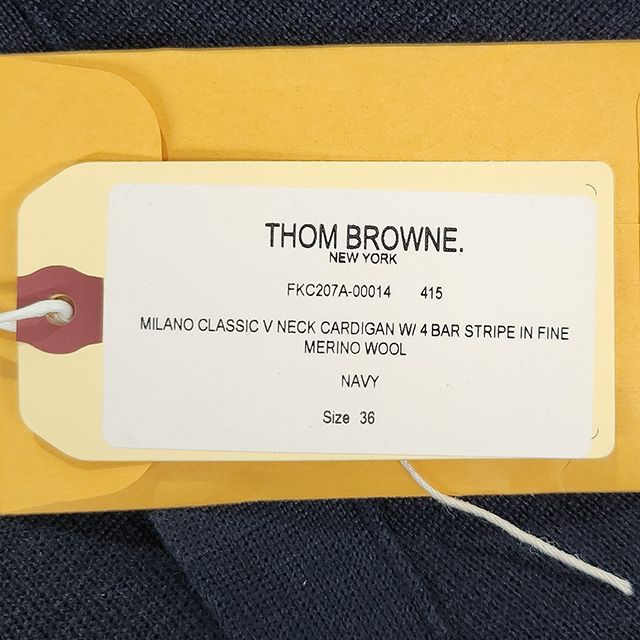 THOM BROWNE.
NEW YORK
FKC207A-00014 415
MILANO CLASSIC V NECK CARDIGAN W/ 4 BAR STRIPE IN FINE
MERINO WOOL
NAVY
Size 36